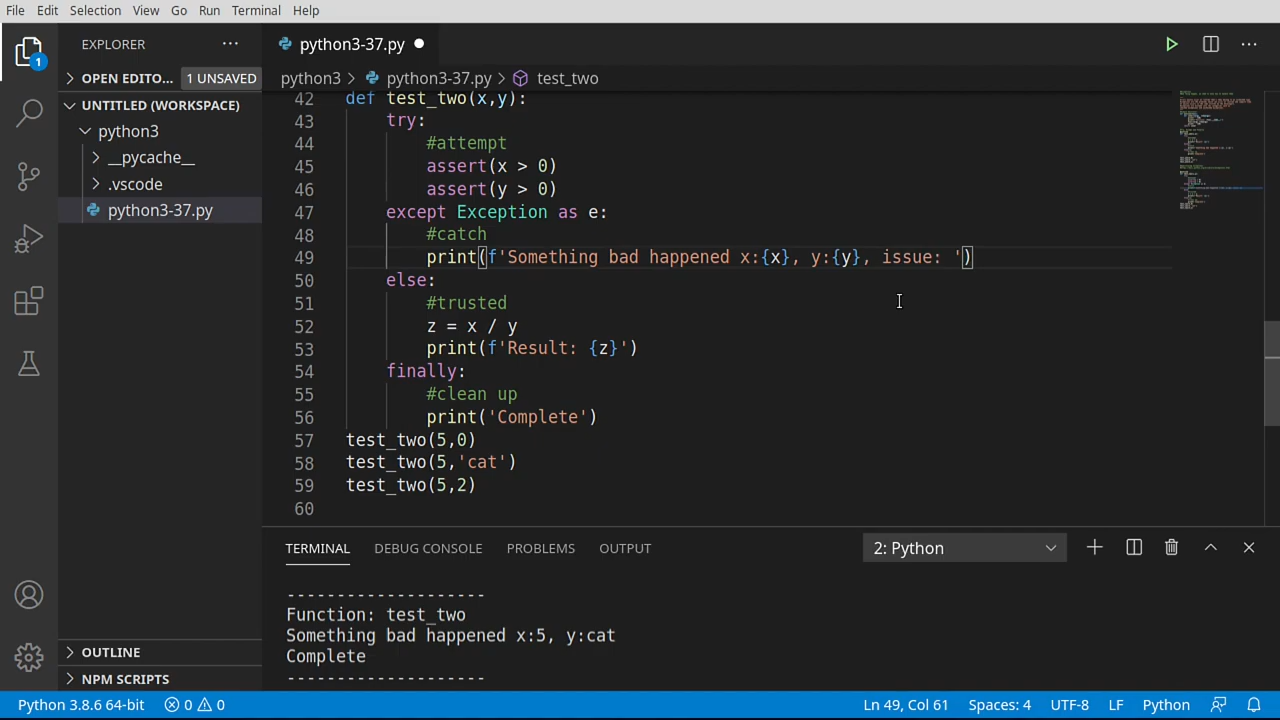 File Edit Selection View Go Run Terminal Help
EXPLORER
python3-37.py
1
OPEN EDITO... 1 UNSAVED
python3 > python3-37.py > test_two
UNTITLED (WORKSPACE)
python3
__pycache__
.vscode
python3-37.py
42 def test_two(x,y):
43 try:
44 #attempt
45 assert(x > 0)
46 assert(y > 0)
47 except Exception as e:
48 #catch
49 print(f'Something bad happened x:{x}, y:{y}, issue: ')
50 else:
51 #trusted
52 z = x / y
53 print(f'Result: {z}')
54 finally:
55 #clean up
56 print('Complete')
57 test_two(5,0)
58 test_two(5,'cat')
59 test_two(5,2)
60
TERMINAL DEBUG CONSOLE PROBLEMS OUTPUT 2: Python
--------------------
Function: test_two
Something bad happened x:5, y:cat
Complete
--------------------
OUTLINE
NPM SCRIPTS
Python 3.8.6 64-bit 0 0 Ln 49, Col 61 Spaces: 4 UTF-8 LF Python